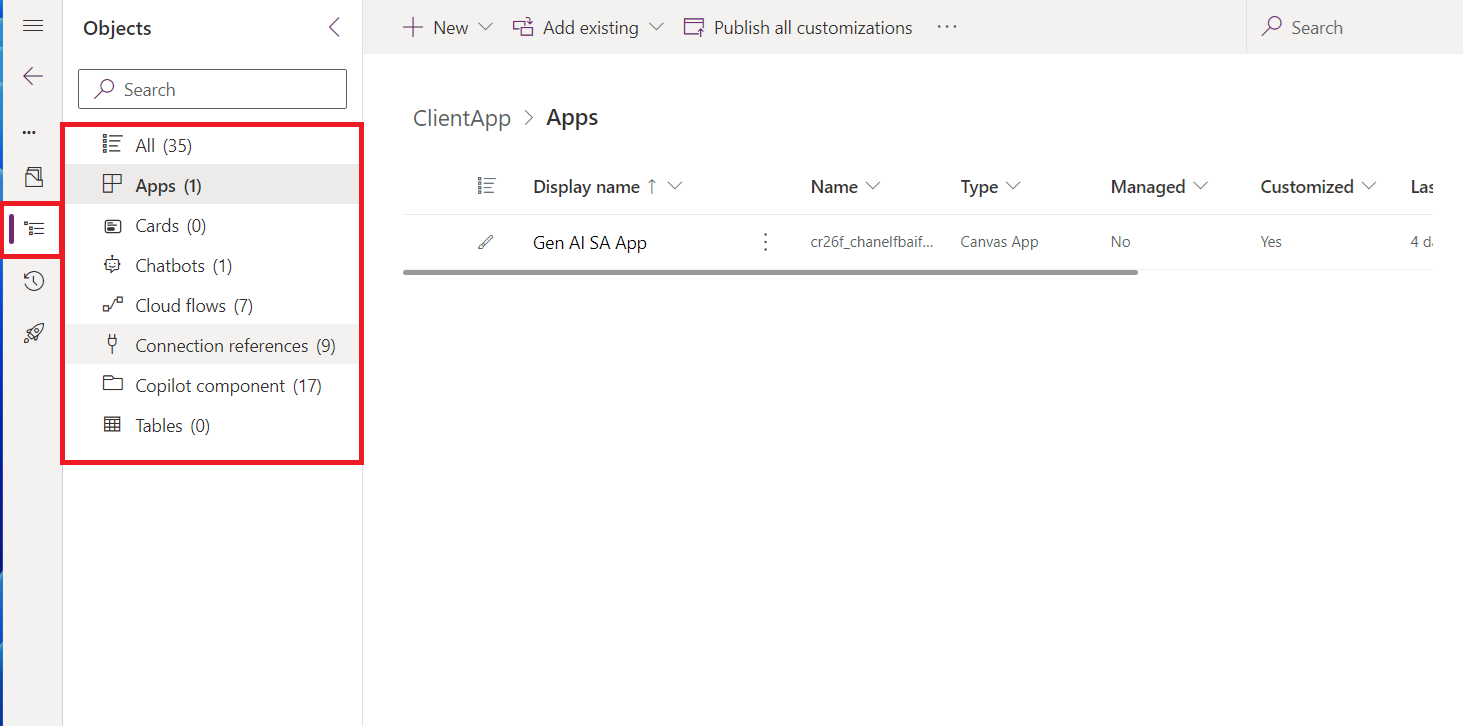 Objects
Search
All (35)
Apps (1)
Cards (0)
Chatbots (1)
Cloud flows (7)
Connection references (9)
Copilot component (17)
Tables (0)
New Add existing Publish all customizations ... Search
ClientApp > Apps
Display name ↑ Name Type Managed Customized Las
Gen AI SA App cr26f_chanelfbaif... Canvas App No Yes 4 d